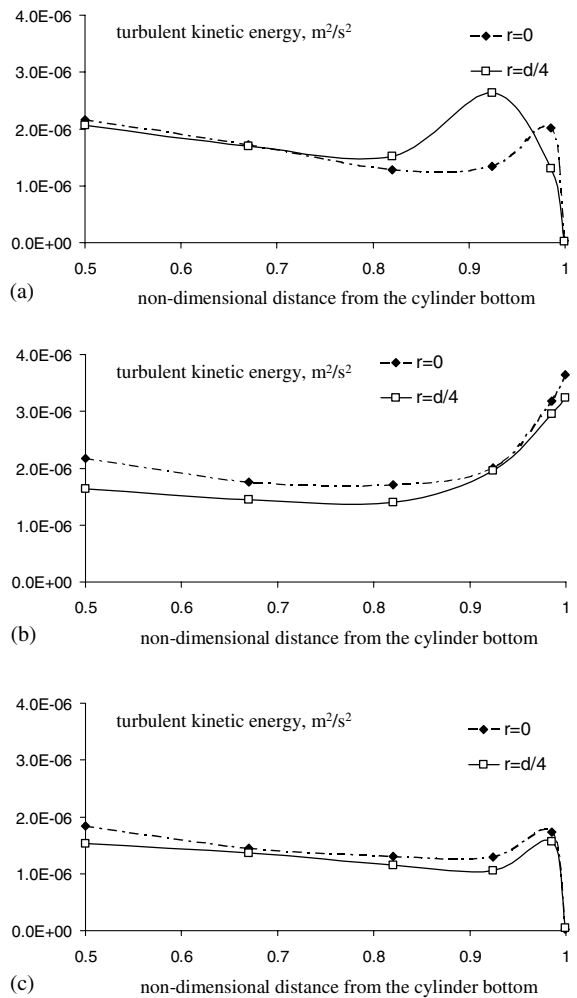 4.0E-06
turbulent kinetic energy, m²/s²
r=0
r=d/4
3.0E-06
2.0E-06
1.0E-06
0.0E+00
0.5 0.6 0.7 0.8 0.9 1
(a)
non-dimensional distance from the cylinder bottom
4.0E-06
turbulent kinetic energy, m²/s²
r=0
r=d/4
3.0E-06
2.0E-06
1.0E-06
0.0E+00
0.5 0.6 0.7 0.8 0.9 1
(b)
non-dimensional distance from the cylinder bottom
4.0E-06
turbulent kinetic energy, m²/s²
r=0
r=d/4
3.0E-06
2.0E-06
1.0E-06
0.0E+00
0.5 0.6 0.7 0.8 0.9 1
(c)
non-dimensional distance from the cylinder bottom